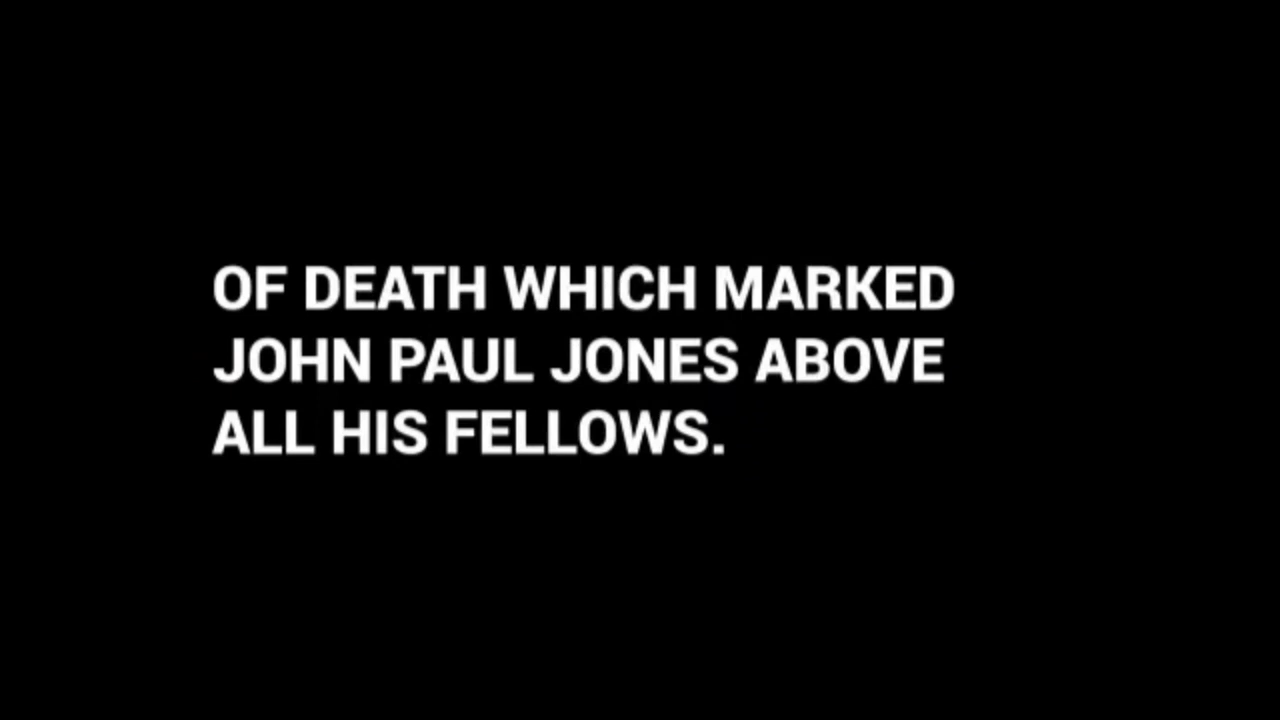 OF DEATH WHICH MARKED
JOHN PAUL JONES ABOVE
ALL HIS FELLOWS.